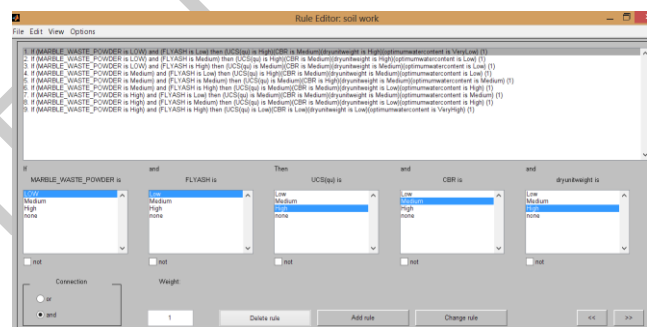 Rule Editor: soil work
File Edit View Options
1. If (MARBLE_WASTE_POWDER is LOW) and (FLYASH is Low) then (UCS(qu) is High)(CBR is Medium)(dryunitweight is High)(optimumwatercontent is VeryLow) (1)
2. If (MARBLE_WASTE_POWDER is LOW) and (FLYASH is Medium) then (UCS(qu) is High)(CBR is Medium)(dryunitweight is High)(optimumwatercontent is Low) (1)
3. If (MARBLE_WASTE_POWDER is LOW) and (FLYASH is High) then (UCS(qu) is Medium)(CBR is Medium)(dryunitweight is Medium)(optimumwatercontent is Low) (1)
4. If (MARBLE_WASTE_POWDER is Medium) and (FLYASH is Low) then (UCS(qu) is High)(CBR is Medium)(dryunitweight is Low)(optimumwatercontent is Low) (1)
5. If (MARBLE_WASTE_POWDER is Medium) and (FLYASH is Medium) then (UCS(qu) is Medium)(CBR is Medium)(dryunitweight is Medium)(optimumwatercontent is Medium) (1)
6. If (MARBLE_WASTE_POWDER is Medium) and (FLYASH is High) then (UCS(qu) is Medium)(CBR is Medium)(dryunitweight is Low)(optimumwatercontent is High) (1)
7. If (MARBLE_WASTE_POWDER is High) and (FLYASH is Low) then (UCS(qu) is Medium)(CBR is Medium)(dryunitweight is Medium)(optimumwatercontent is Medium) (1)
8. If (MARBLE_WASTE_POWDER is High) and (FLYASH is Medium) then (UCS(qu) is Medium)(CBR is Medium)(dryunitweight is Low)(optimumwatercontent is High) (1)
9. If (MARBLE_WASTE_POWDER is High) and (FLYASH is High) then (UCS(qu) is Low)(CBR is Low)(dryunitweight is Low)(optimumwatercontent is VeryHigh) (1)
If and Then and and
MARBLE_WASTE_POWDER is FLYASH is UCS(qu) is CBR is dryunitweight is
LOW Low Low Low Low
Medium Medium Medium Medium Medium
High High High High High
none none none none none
not not not not not
Connection Weight:
or
and 1 Delete rule Add rule Change rule << >>